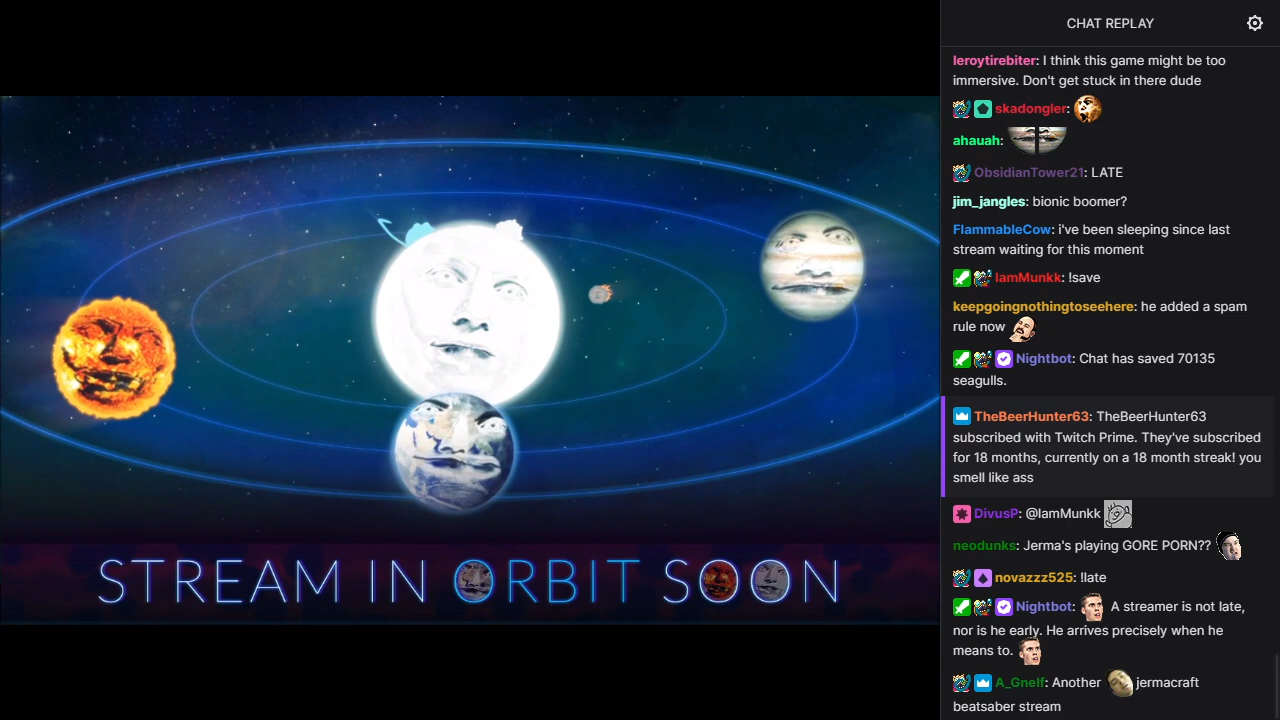 STREAM IN ORBIT SOON
CHAT REPLAY
leroytirebiter: I think this game might be too
immersive. Don't get stuck in there dude
skadongler:
ahauah:
ObsidianTower21: LATE
jim_jangles: bionic boomer?
FlammableCow: i've been sleeping since last
stream waiting for this moment
IamMunkk: !save
keepgoingnothingtoseehere: he added a spam
rule now
Nightbot: Chat has saved 70135
seagulls.
TheBeerHunter63: TheBeerHunter63
subscribed with Twitch Prime. They've subscribed
for 18 months, currently on a 18 month streak! you
smell like ass
DivusP: @IamMunkk
neodunks: Jerma's playing GORE PORN??
novazzz525: !late
Nightbot: A streamer is not late,
nor is he early. He arrives precisely when he
means to.
A_Gnelf: Another jermacraft
beatsaber stream